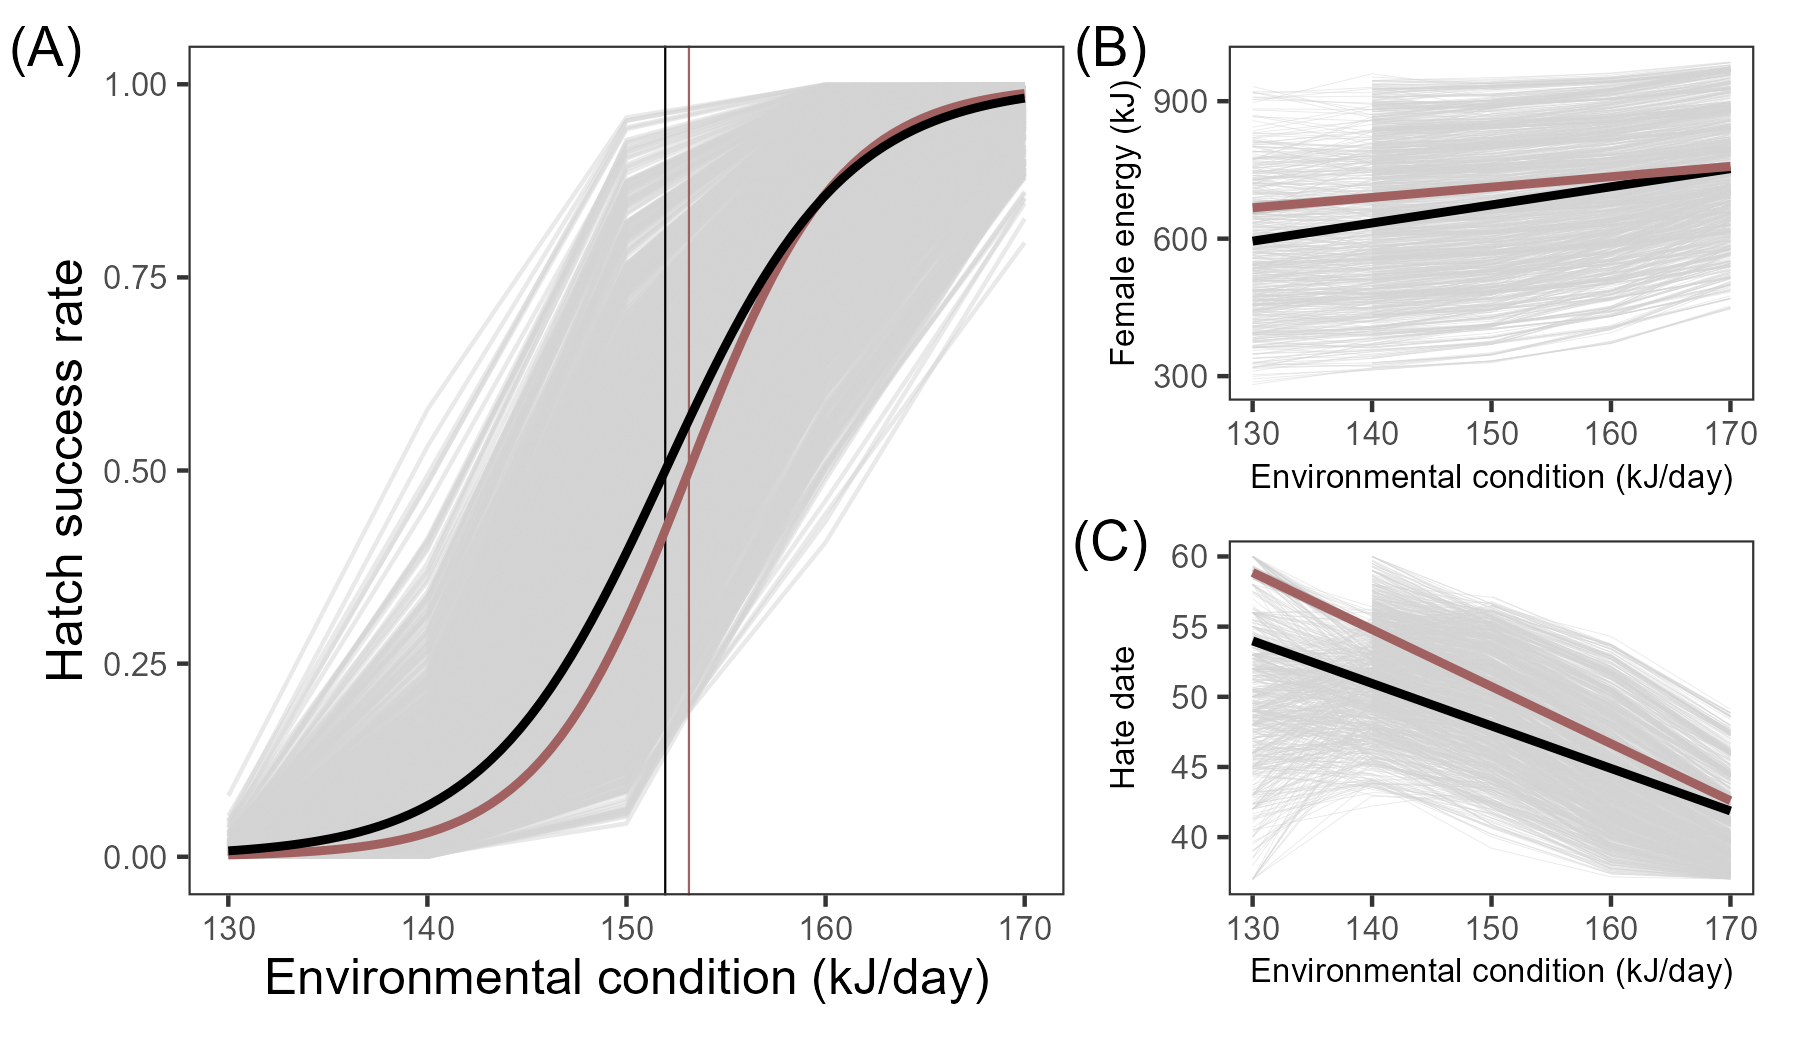 (A)
Hatch success rate
1.00
0.75
0.50
0.25
0.00
130 140 150 160 170
Environmental condition (kJ/day)
(B)
Female energy (kJ)
900
600
300
130 140 150 160 170
Environmental condition (kJ/day)
(C)
Hate date
60
55
50
45
40
130 140 150 160 170
Environmental condition (kJ/day)